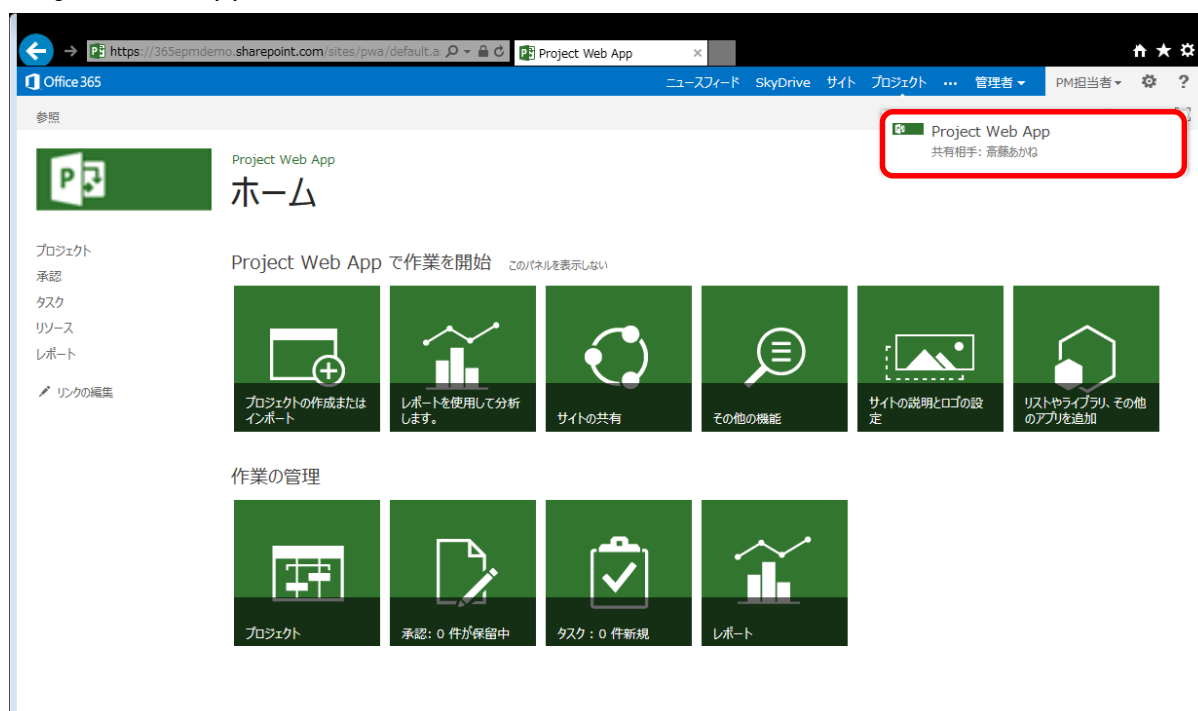 https://365epmdemo.sharepoint.com/sites/pwa/default.a
Project Web App
Office 365
ニュースフィード SkyDrive サイト プロジェクト ... 管理者 PM担当者 ?
参照
Project Web App
共有相手: 斎藤あかね
Project Web App
ホーム
プロジェクト
承認
タスク
リソース
レポート
リンクの編集
Project Web App で作業を開始 このパネルを表示しない
プロジェクトの作成または
インポート
レポートを使用して分析
します。
サイトの共有
その他の機能
サイトの説明とロゴの設
定
リストやライブラリ、その他
のアプリを追加
作業の管理
プロジェクト
承認: 0 件が保留中
タスク : 0 件新規
レポート